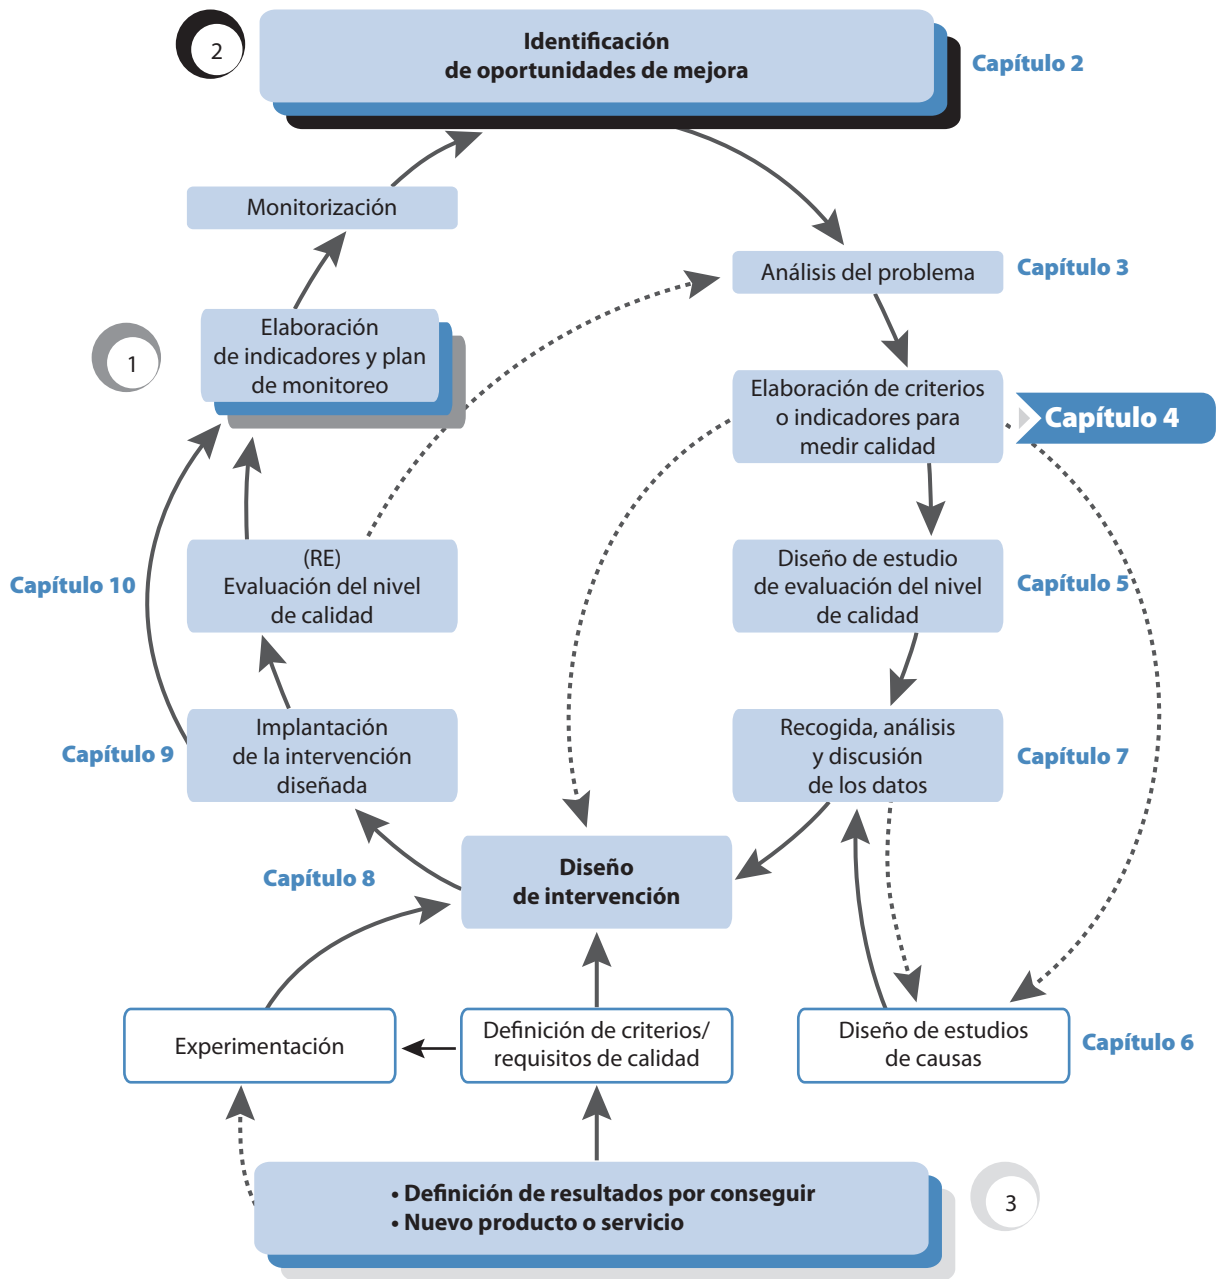 2
Identificación
de oportunidades de mejora
Capítulo 2
Monitorización
Análisis del problema
Capítulo 3
1
Elaboración
de indicadores y plan
de monitoreo
Elaboración de criterios
o indicadores para
medir calidad
Capítulo 4
(RE)
Evaluación del nivel
de calidad
Capítulo 10
Diseño de estudio
de evaluación del nivel
de calidad
Capítulo 5
Capítulo 9
Implantación
de la intervención
diseñada
Recogida, análisis
y discusión
de los datos
Capítulo 7
Capítulo 8
Diseño
de intervención
Experimentación
Definición de criterios/
requisitos de calidad
Diseño de estudios
de causas
Capítulo 6
• Definición de resultados por conseguir
• Nuevo producto o servicio
3